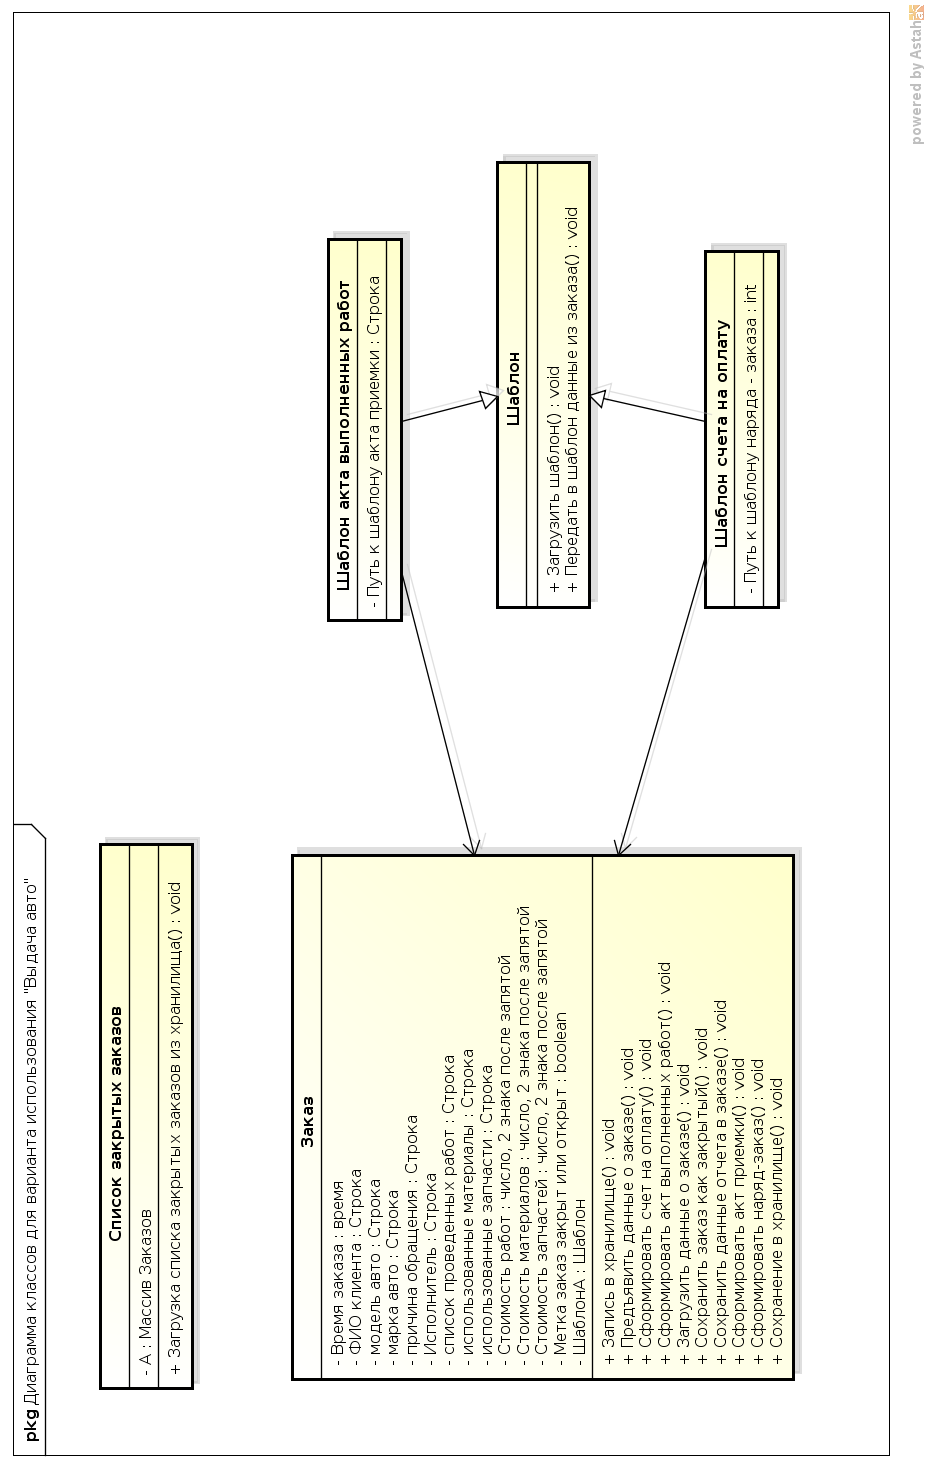 pkg Диаграмма классов для варианта использования "Выдача авто"
Список закрытых заказов
- А : Массив Заказов
+ Загрузка списка закрытых заказов из хранилища() : void
Заказ
- Время заказа : время
- ФИО клиента : Строка
- модель авто : Строка
- марка авто : Строка
- причина обращения : Строка
- Исполнитель : Строка
- список проведенных работ : Строка
- использованные материалы : Строка
- использованные запчасти : Строка
- Стоимость работ : число, 2 знака после запятой
- Стоимость материалов : число, 2 знака после запятой
- Стоимость запчастей : число, 2 знака после запятой
- Метка заказ закрыт или открыт : boolean
- ШаблонА : Шаблон
+ Запись в хранилище() : void
+ Предъявить данные о заказе() : void
+ Сформировать счет на оплату() : void
+ Сформировать акт выполненных работ() : void
+ Загрузить данные о заказе() : void
+ Сохранить заказ как закрытый() : void
+ Сохранить данные отчета в заказе() : void
+ Сформировать акт приемки() : void
+ Сформировать наряд-заказ() : void
+ Сохранение в хранилище() : void
Шаблон акта выполненных работ
- Путь к шаблону акта приемки : Строка
Шаблон
+ Загрузить шаблон() : void
+ Передать в шаблон данные из заказа() : void
Шаблон счета на оплату
- Путь к шаблону наряда - заказа : int
powered by Astah